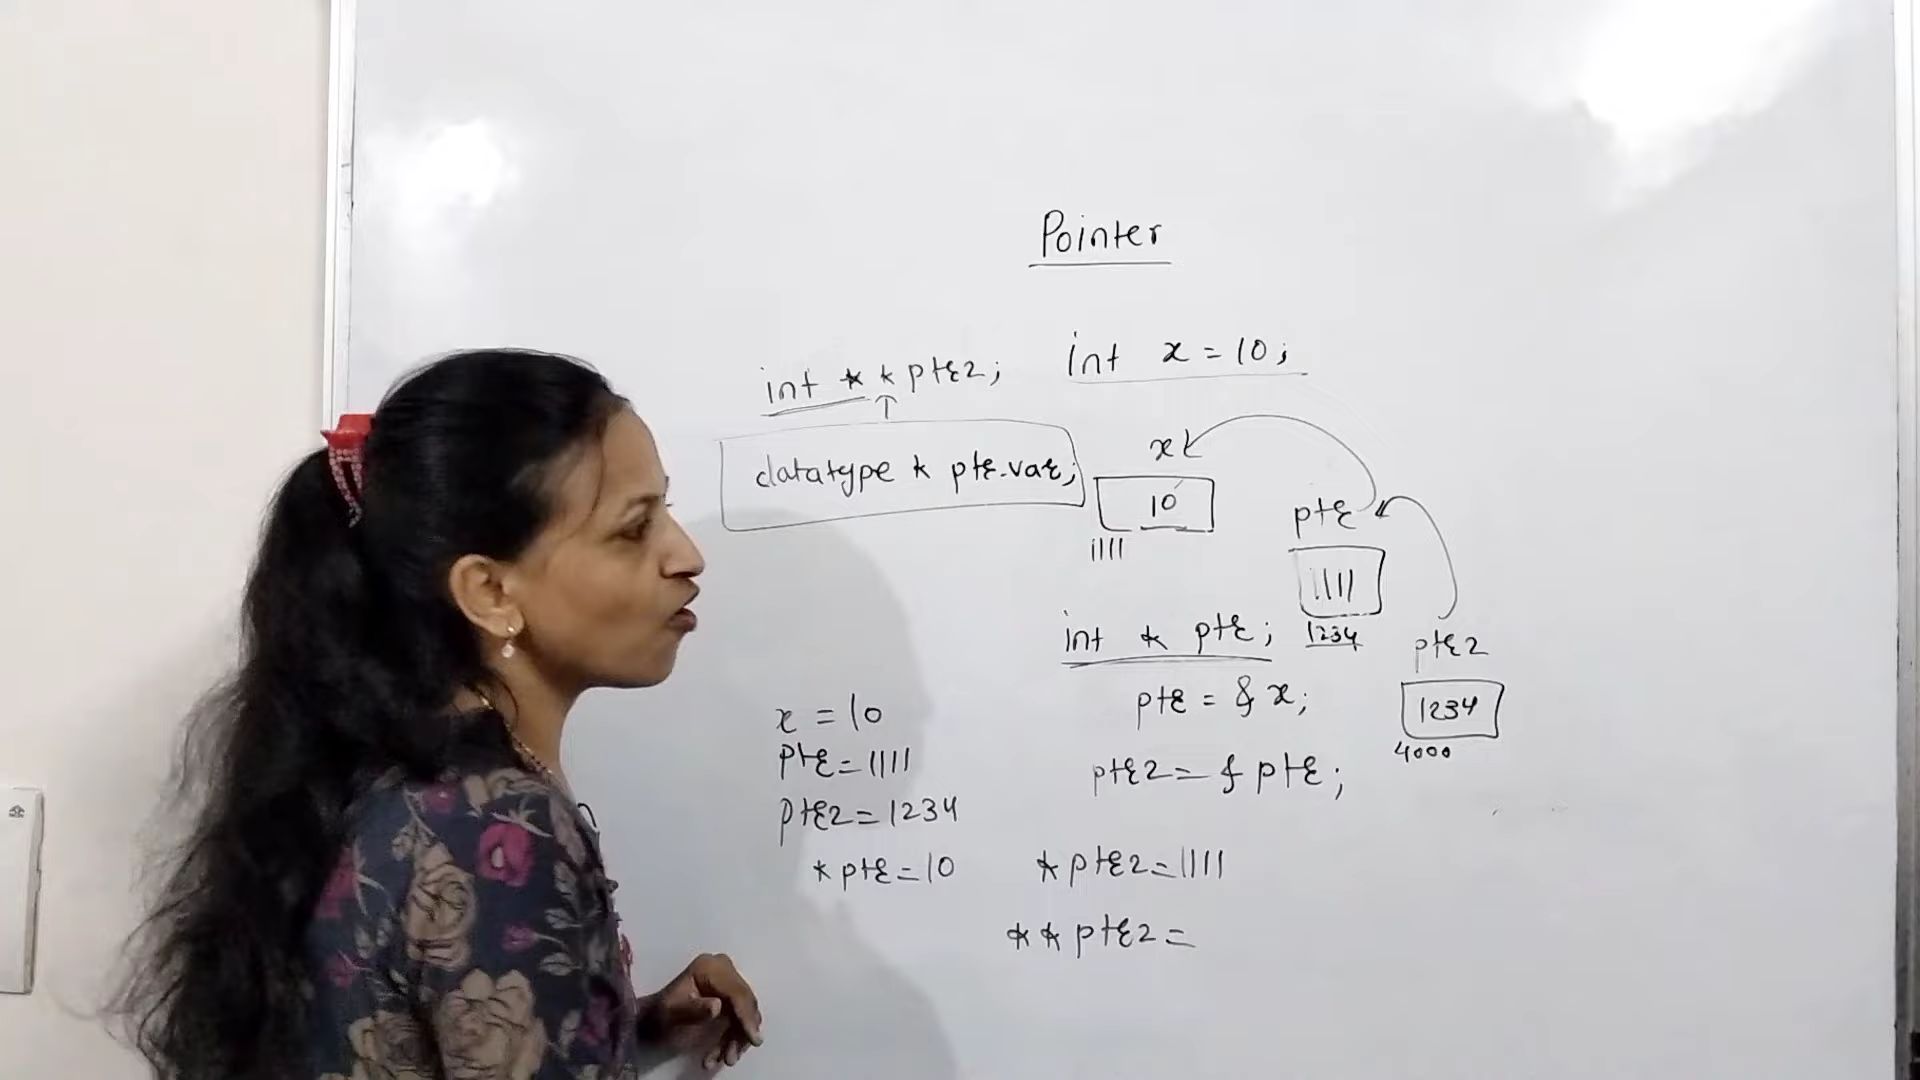 Pointer
int * * ptr2;
int x = 10;
datatype * ptr-var;
x
10
1111
ptr
1111
1234
int * ptr;
ptr2
1234
4000
ptr = & x;
ptr2 = & ptr;
x = 10
ptr = 1111
ptr2 = 1234
* ptr = 10
* ptr2 = 1111
* * ptr2 =